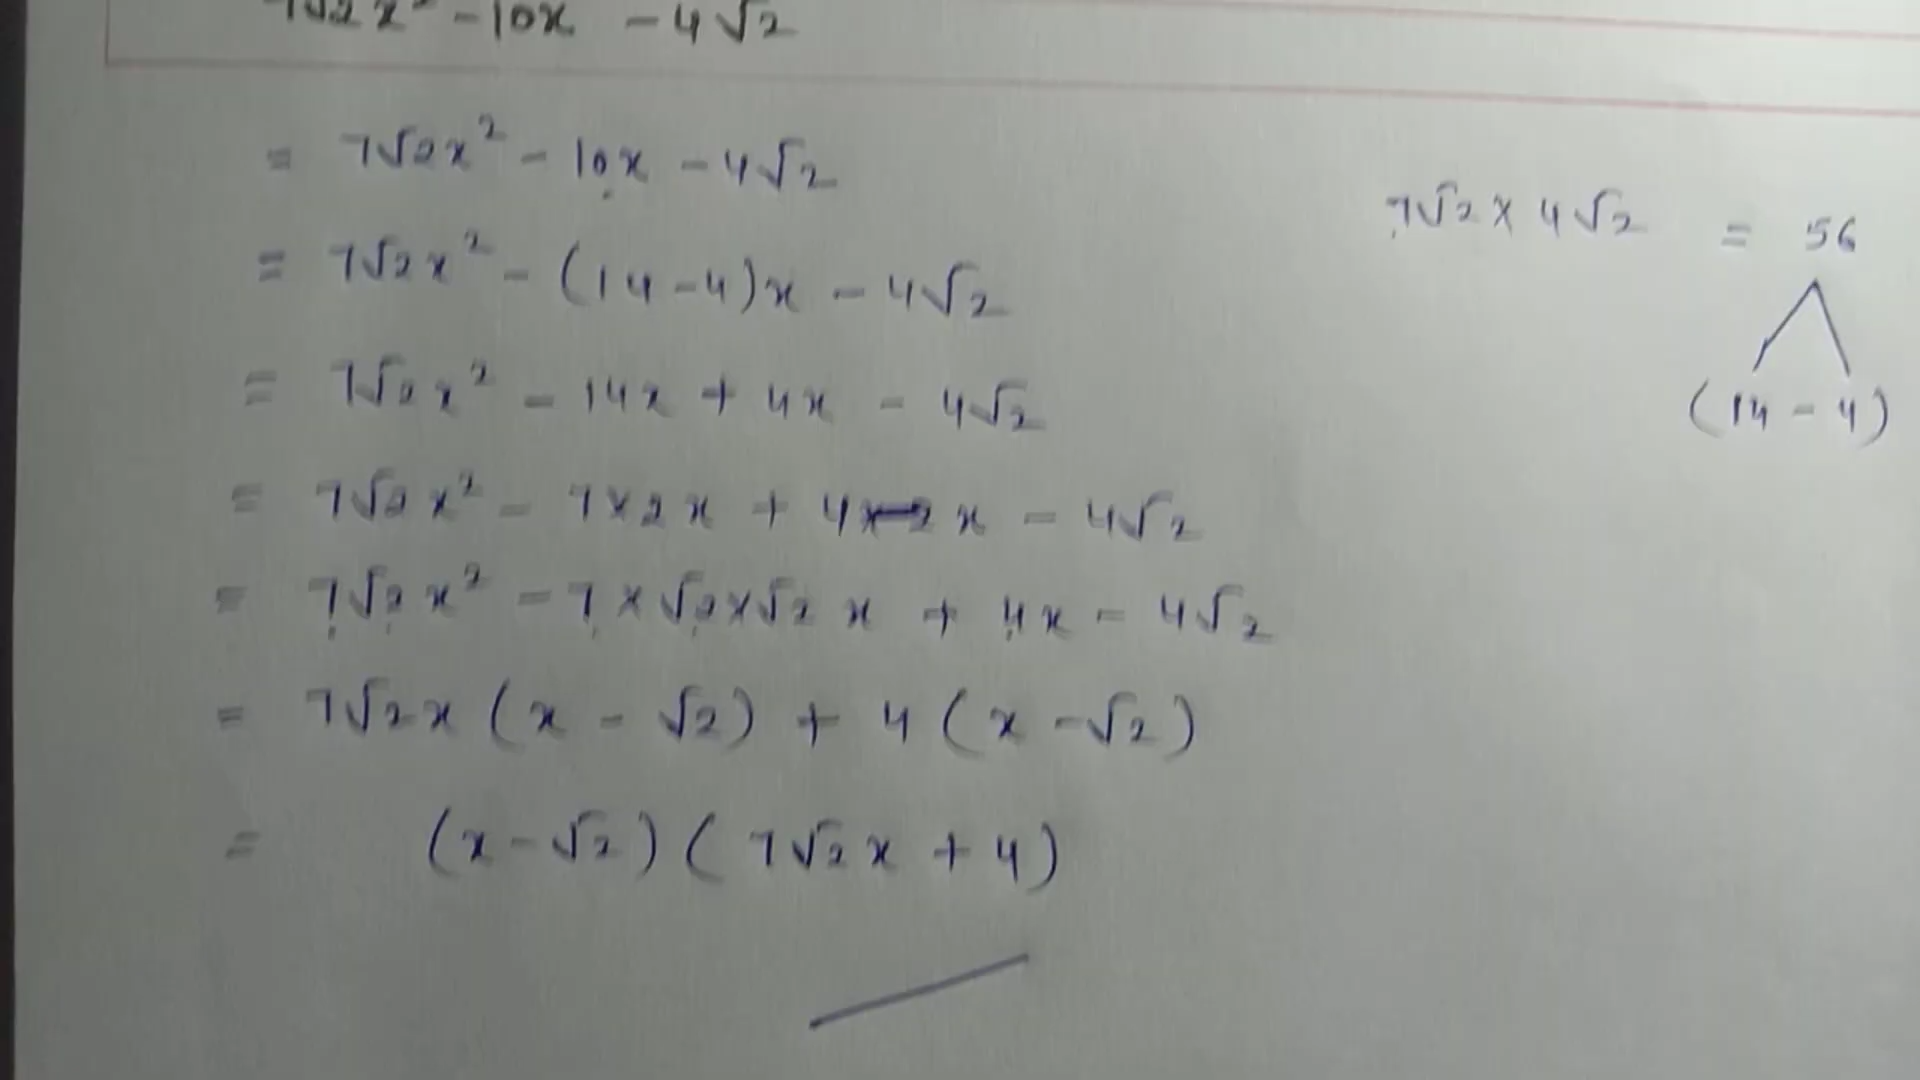 7√2x² - 10x - 4√2
= 7√2x² - 10x - 4√2
7√2 × 4√2 = 56
= 7√2x² - (14-4)x - 4√2
= 7√2x² - 14x + 4x - 4√2
(14 - 4)
= 7√2x² - 7×2x + 4x - 4√2
= 7√2x² - 7×√2×√2x + 4x - 4√2
= 7√2x(x - √2) + 4(x - √2)
= (x - √2)(7√2x + 4)